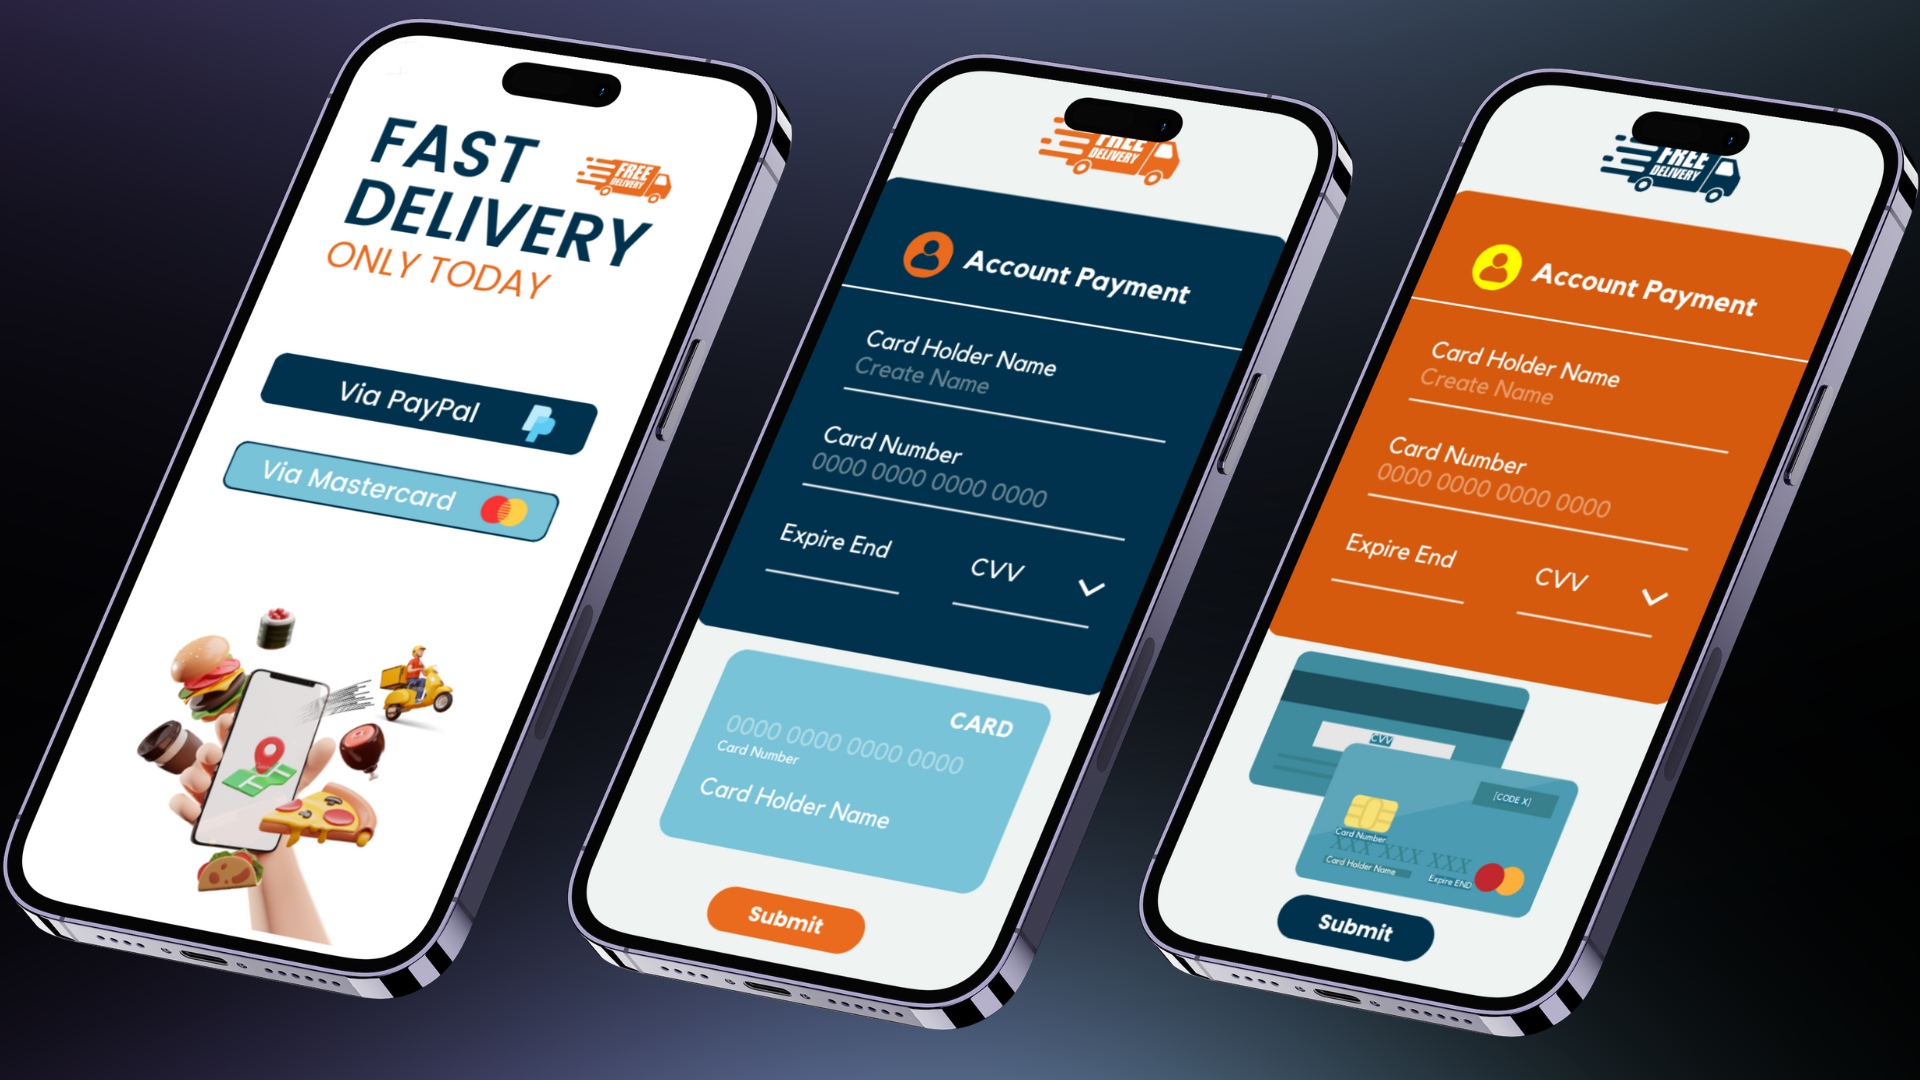 FAST
DELIVERY
ONLY TODAY
FREE
DELIVERY
Via PayPal
Via Mastercard
FREE
DELIVERY
Account Payment
Card Holder Name
Create Name
Card Number
0000 0000 0000 0000
Expire End
CVV
CARD
0000 0000 0000 0000
Card Number
Card Holder Name
Submit
FREE
DELIVERY
Account Payment
Card Holder Name
Create Name
Card Number
0000 0000 0000 0000
Expire End
CVV
CVV
[CODE X]
Card Number
XXX XXX XXX
Card Holder Name
Expire END
Submit